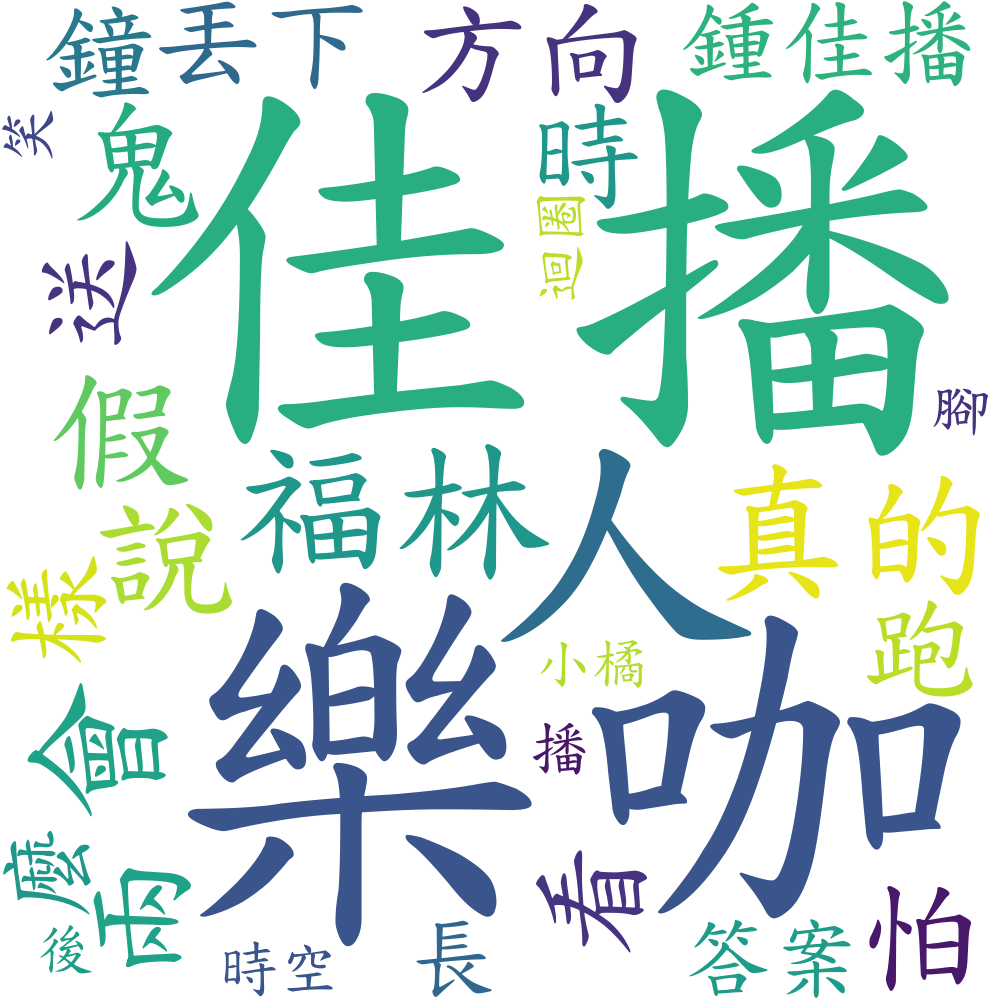 鐘丟下
方向
鍾佳播
笑
鬼
佳播
時
迴圈
送
假
腳
福林
人
真的
說
樣
跑
小橘
樂咖
會
播
麼
兩
看
怕
後
時空
長
答案